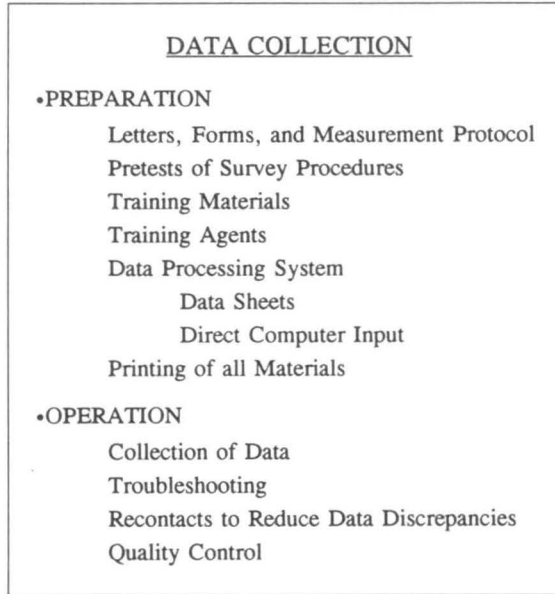 DATA COLLECTION
•PREPARATION
Letters, Forms, and Measurement Protocol
Pretests of Survey Procedures
Training Materials
Training Agents
Data Processing System
Data Sheets
Direct Computer Input
Printing of all Materials
•OPERATION
Collection of Data
Troubleshooting
Recontacts to Reduce Data Discrepancies
Quality Control